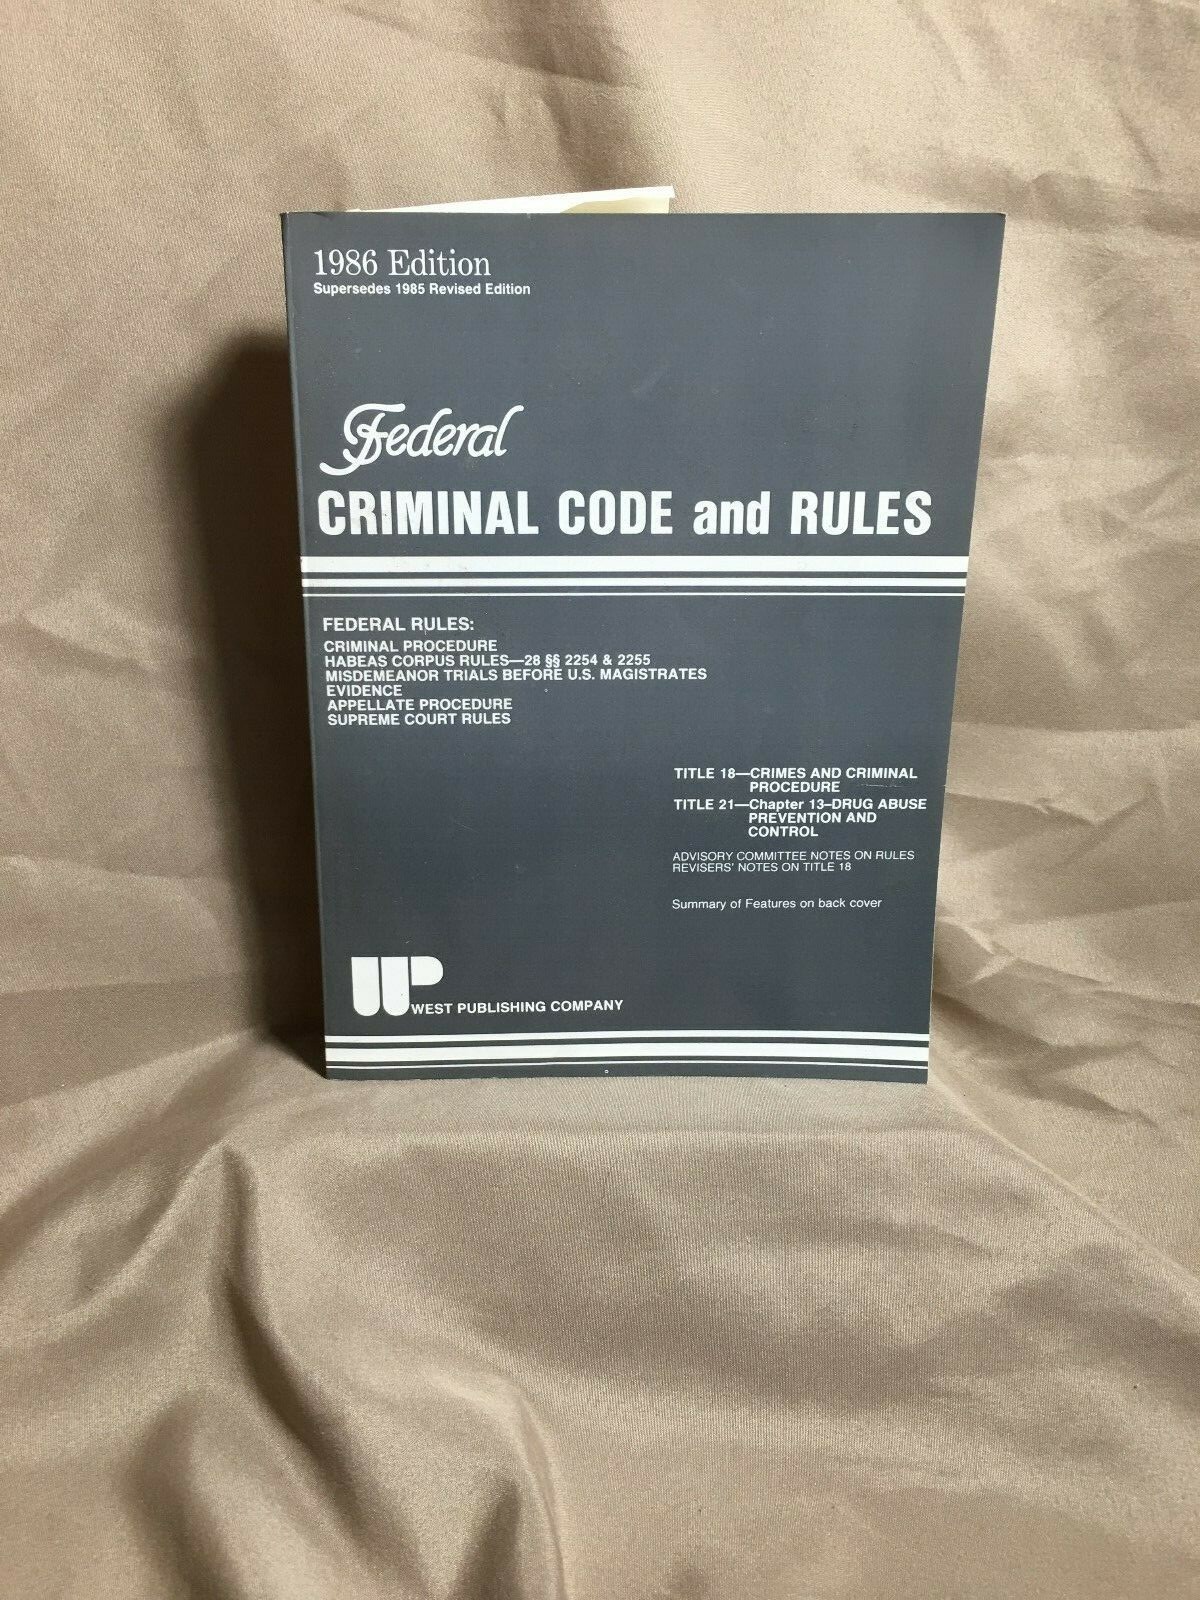 1986 Edition
Supersedes 1985 Revised Edition
Federal
CRIMINAL CODE and RULES
FEDERAL RULES:
CRIMINAL PROCEDURE
HABEAS CORPUS RULES—28 §§ 2254 & 2255
MISDEMEANOR TRIALS BEFORE U.S. MAGISTRATES
EVIDENCE
APPELLATE PROCEDURE
SUPREME COURT RULES
TITLE 18—CRIMES AND CRIMINAL
PROCEDURE
TITLE 21—Chapter 13–DRUG ABUSE
PREVENTION AND
CONTROL
ADVISORY COMMITTEE NOTES ON RULES
REVISERS' NOTES ON TITLE 18
Summary of Features on back cover
WP
WEST PUBLISHING COMPANY